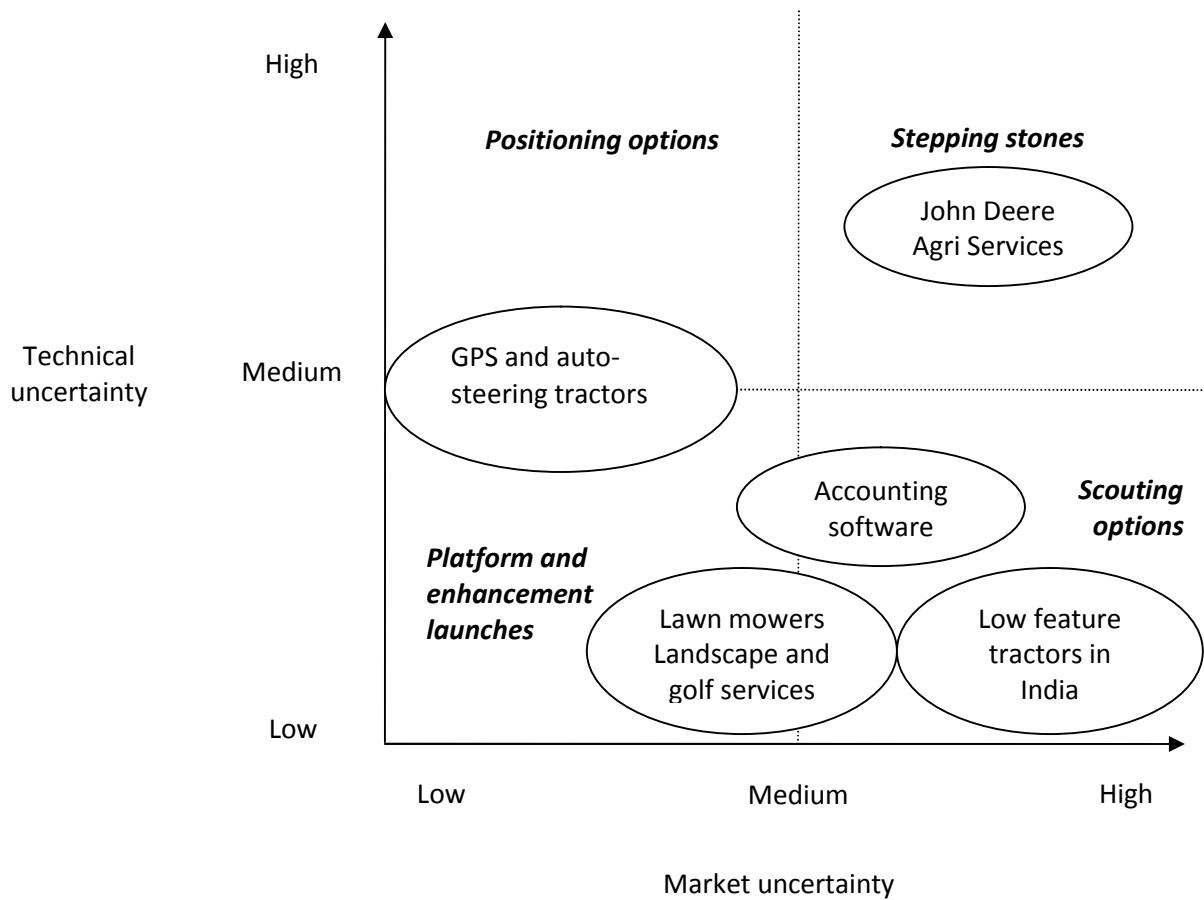 High
Positioning options
Stepping stones
John Deere
Agri Services
Technical
uncertainty
Medium
GPS and auto-
steering tractors
Accounting
software
Scouting
options
Platform and
enhancement
launches
Lawn mowers
Landscape and
golf services
Low feature
tractors in
India
Low
Low
Medium
High
Market uncertainty